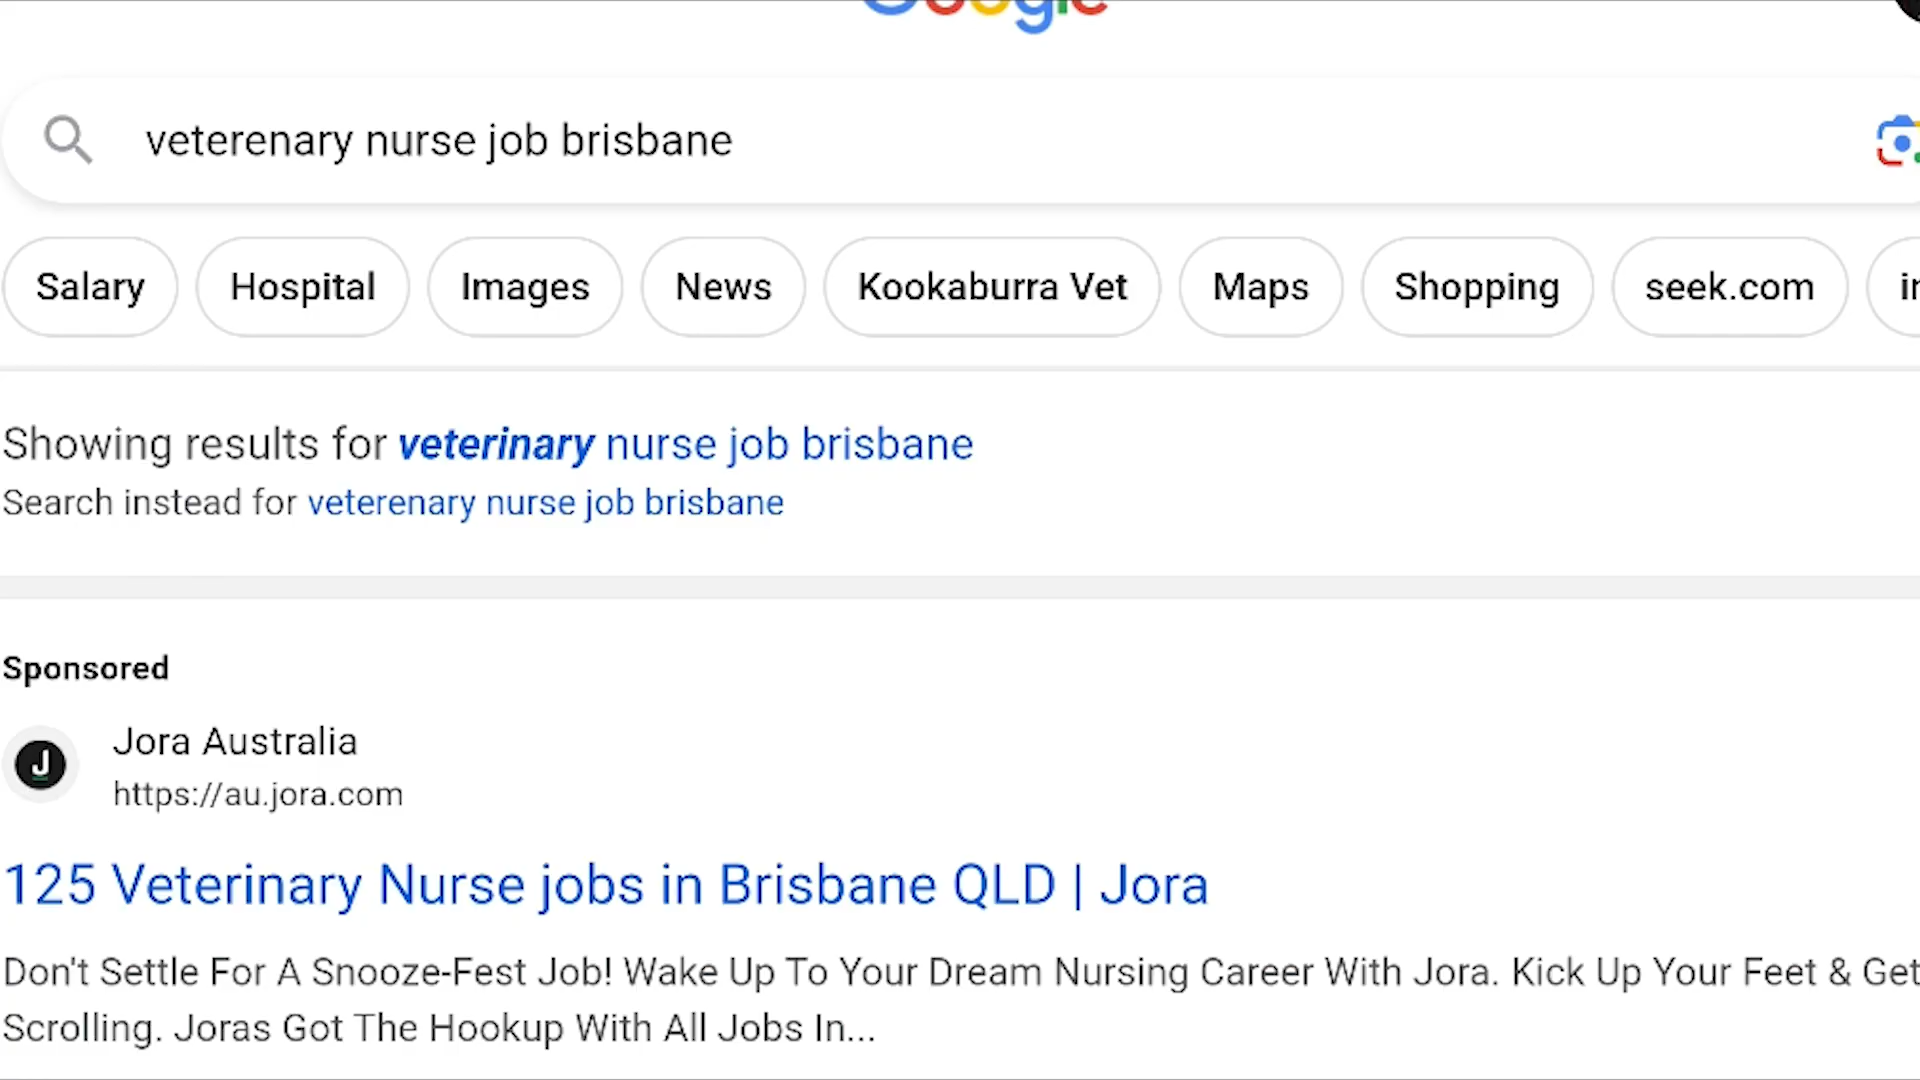 Google
veterenary nurse job brisbane
Salary Hospital Images News Kookaburra Vet Maps Shopping seek.com
Showing results for veterinary nurse job brisbane
Search instead for veterenary nurse job brisbane
Sponsored
J
Jora Australia
https://au.jora.com
125 Veterinary Nurse jobs in Brisbane QLD | Jora
Don't Settle For A Snooze-Fest Job! Wake Up To Your Dream Nursing Career With Jora. Kick Up Your Feet & Get
Scrolling. Joras Got The Hookup With All Jobs In...